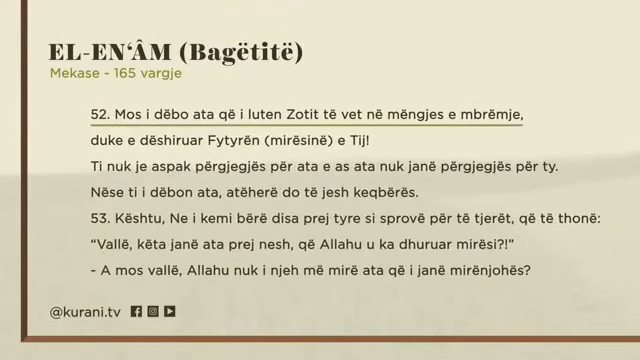 EL-EN‘ÂM (Bagëtitë)
Mekase - 165 vargje
52. Mos i dëbo ata që i luten Zotit të vet në mëngjes e mbrëmje,
duke e dëshiruar Fytyrën (mirësinë) e Tij!
Ti nuk je aspak përgjegjës për ata e as ata nuk janë përgjegjës për ty.
Nëse ti i dëbon ata, atëherë do të jesh keqbërës.
53. Kështu, Ne i kemi bërë disa prej tyre si sprovë për të tjerët, që të thonë:
“Vallë, këta janë ata prej nesh, që Allahu u ka dhuruar mirësi?!”
- A mos vallë, Allahu nuk i njeh më mirë ata që i janë mirënjohës?
@kurani.tv